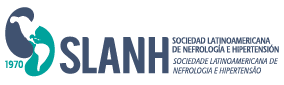 1970
SLANH
SOCIEDAD LATINOAMERICANA
DE NEFROLOGÍA E HIPERTENSIÓN
SOCIEDADE LATINOAMERICANA DE
NEFROLOGIA E HIPERTENSÃO